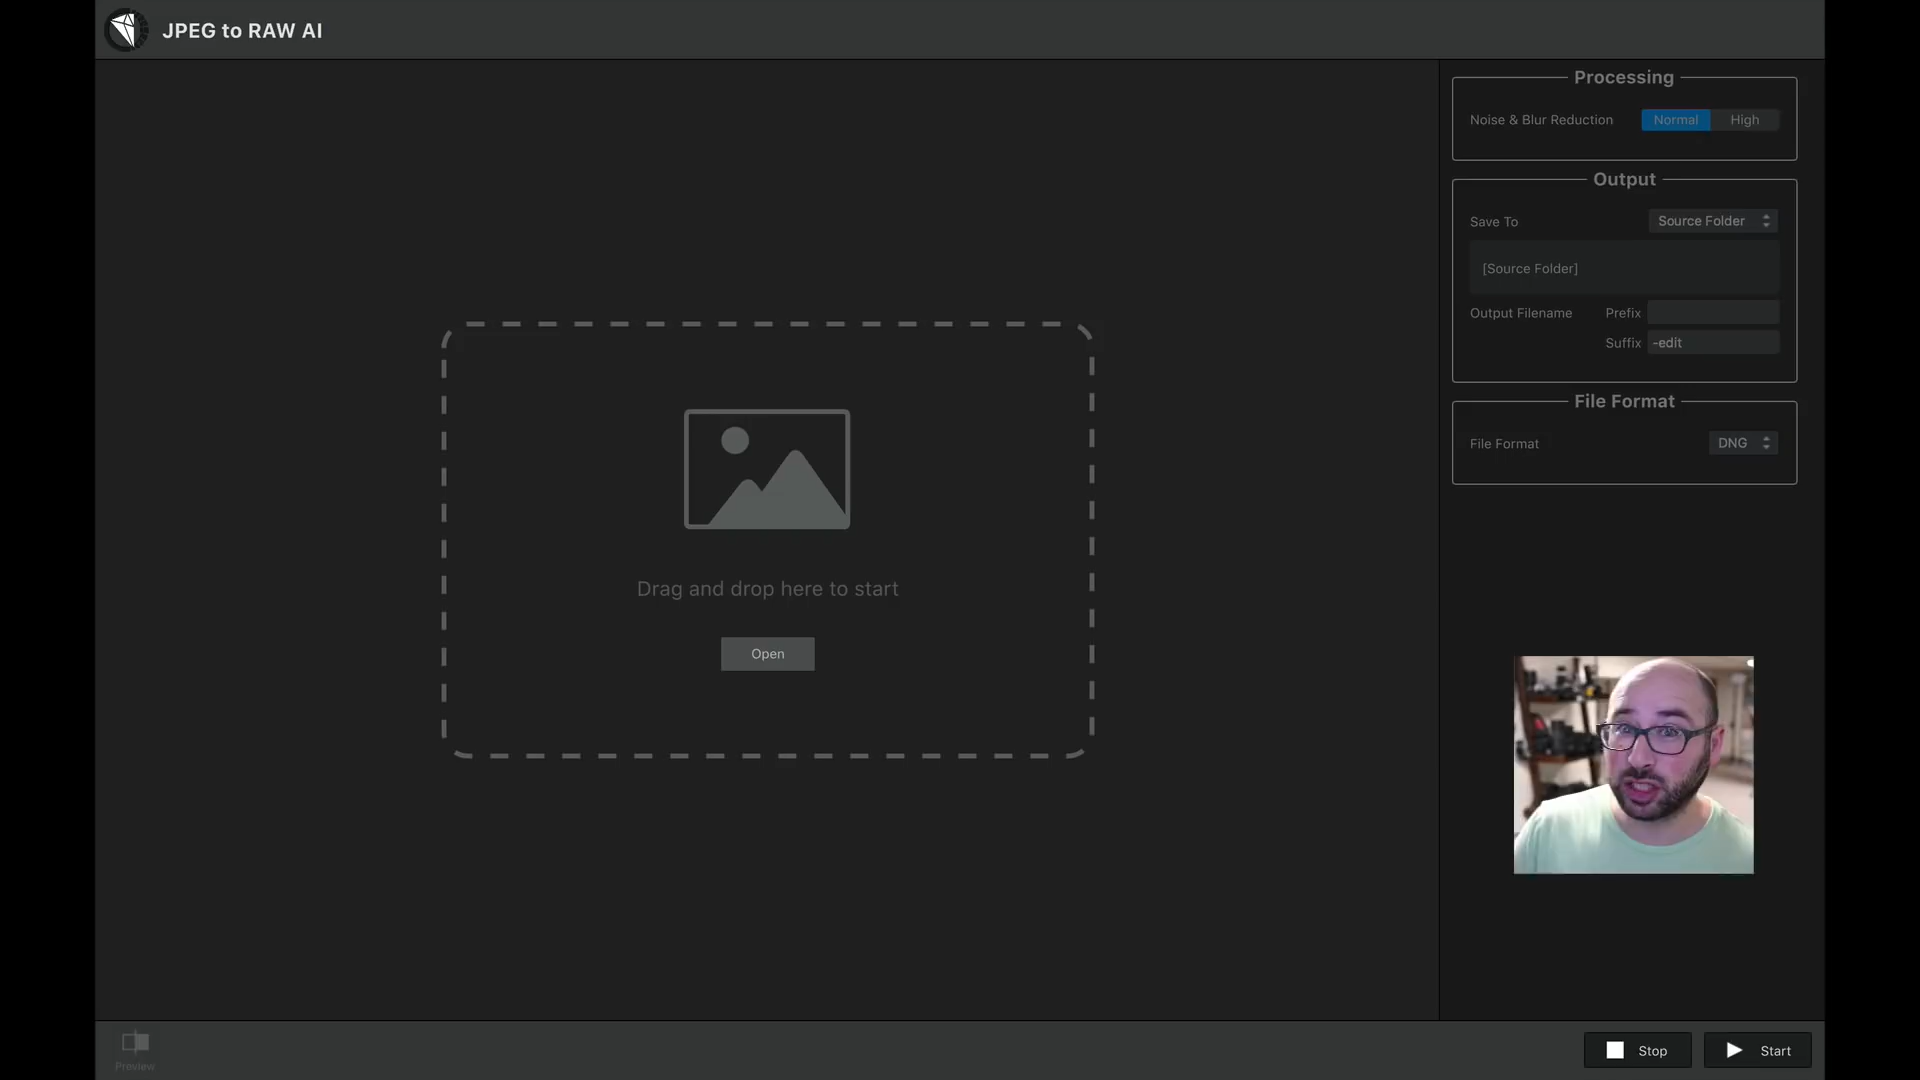 JPEG to RAW AI
Processing
Noise & Blur Reduction Normal High
Output
Save To Source Folder
[Source Folder]
Output Filename Prefix
Suffix -edit
File Format
File Format DNG
Drag and drop here to start
Open
Preview
Stop Start